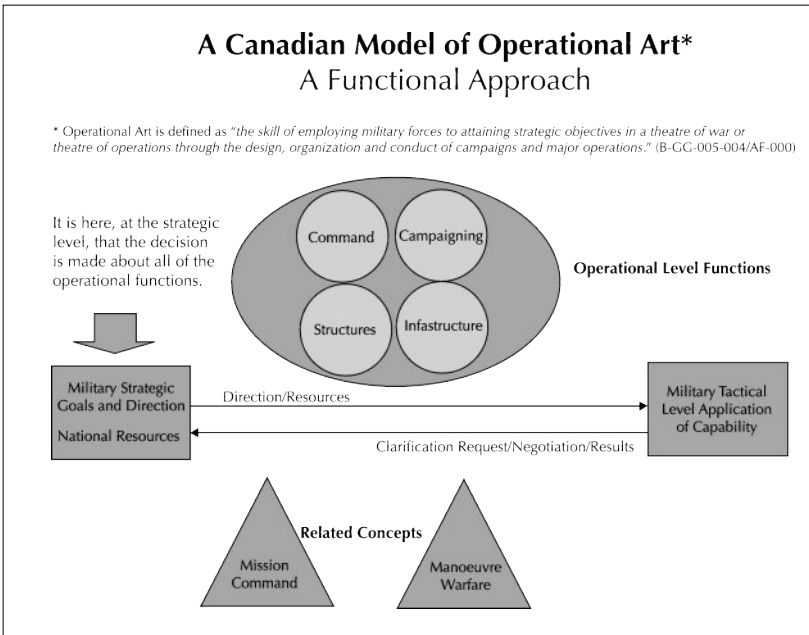 A Canadian Model of Operational Art*
A Functional Approach
* Operational Art is defined as “the skill of employing military forces to attaining strategic objectives in a theatre of war or
theatre of operations through the design, organization and conduct of campaigns and major operations.” (B-GG-005-004/AF-000)
It is here, at the strategic
level, that the decision
is made about all of the
operational functions.
Command
Campaigning
Structures
Infastructure
Operational Level Functions
Military Strategic
Goals and Direction
National Resources
Direction/Resources
Clarification Request/Negotiation/Results
Military Tactical
Level Application
of Capability
Related Concepts
Mission
Command
Manoeuvre
Warfare